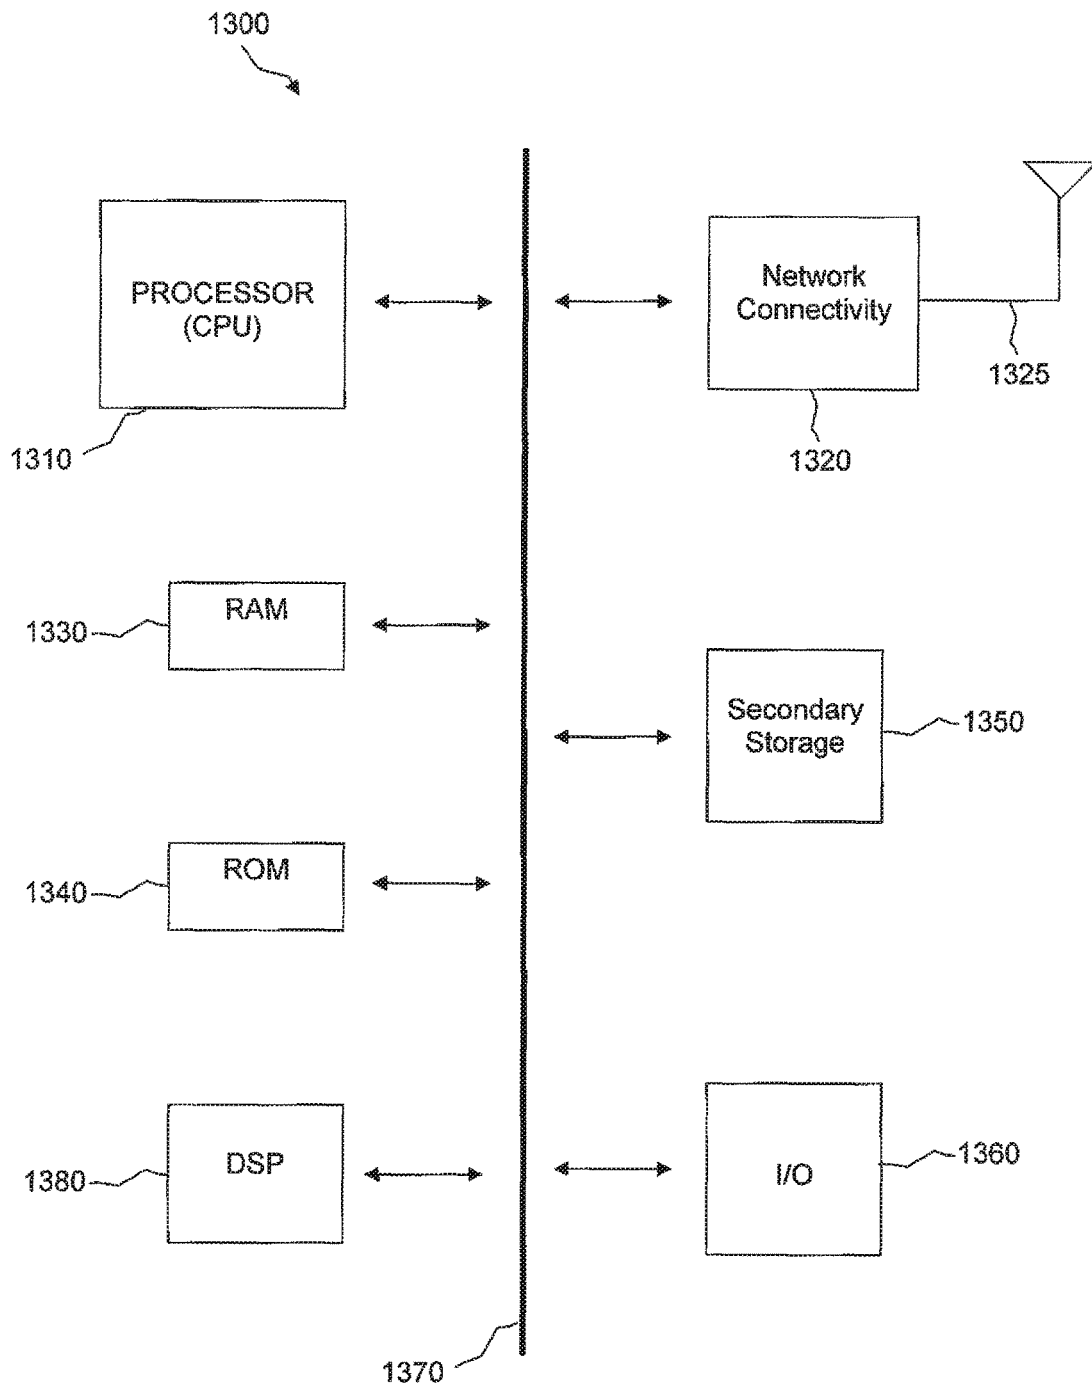 1300
PROCESSOR
(CPU)
1310
Network
Connectivity
1325
1320
RAM
1330
Secondary
Storage
1350
ROM
1340
DSP
1380
I/O
1360
1370